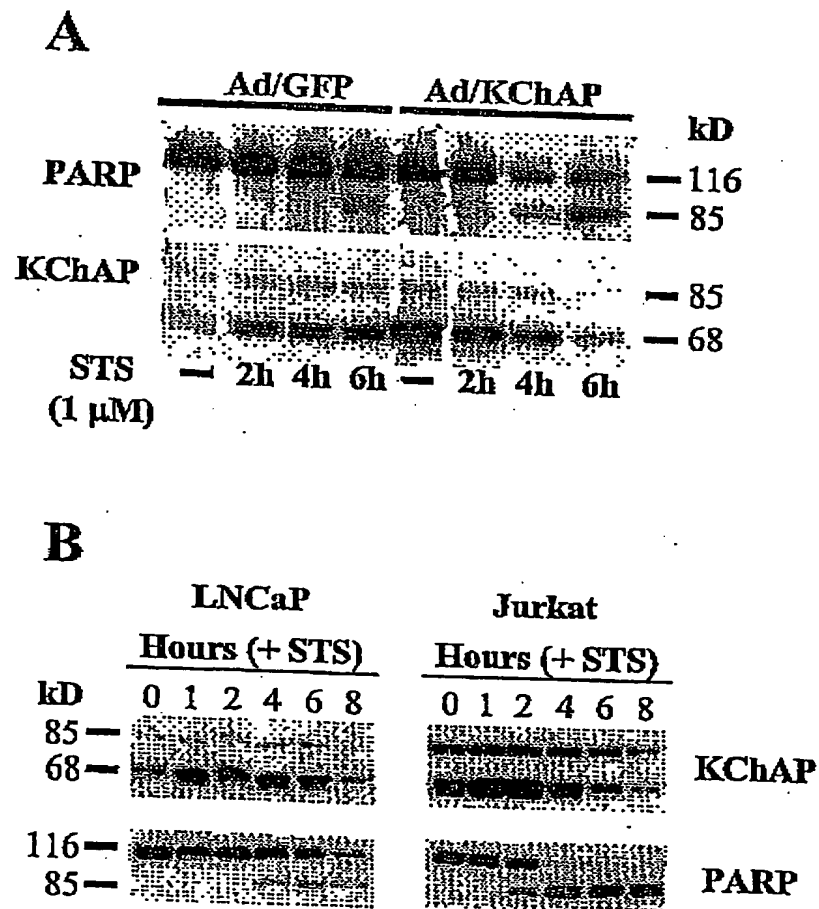 A
Ad/GFP Ad/KChAP
kD
PARP
116
85
KChAP
85
68
STS – 2h 4h 6h – 2h 4h 6h
(1 µM)
B
LNCaP Jurkat
Hours (+ STS) Hours (+ STS)
kD 0 1 2 4 6 8 0 1 2 4 6 8
85
68
KChAP
116
85
PARP